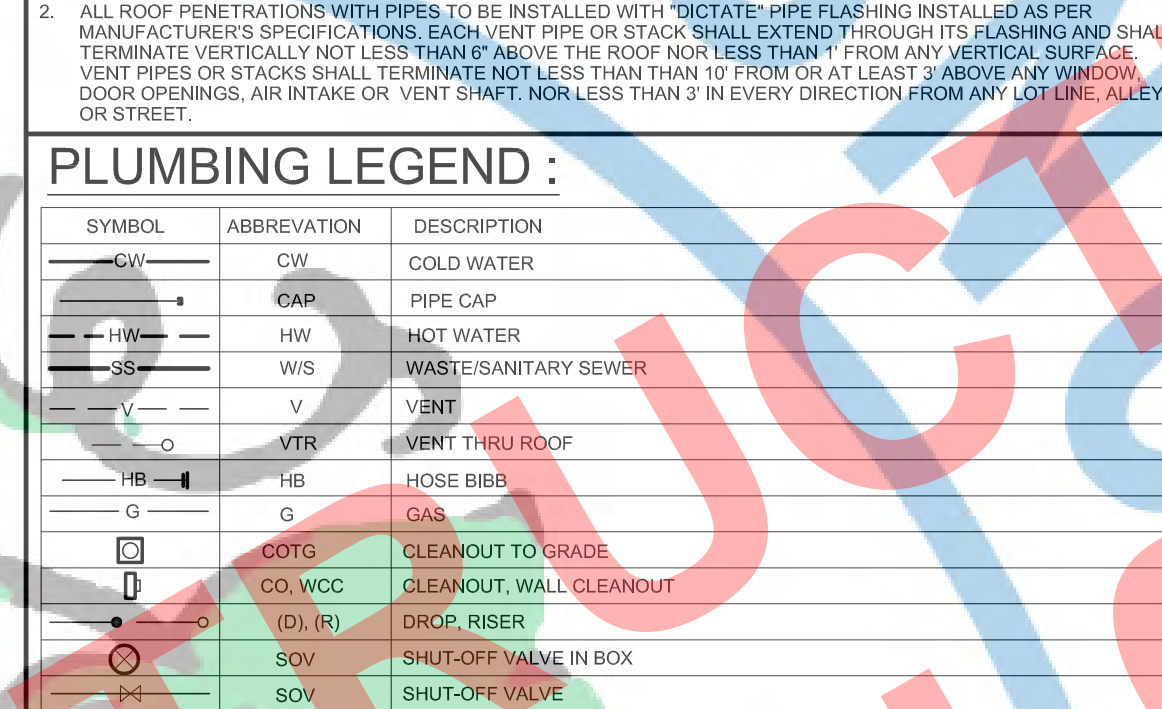 2. ALL ROOF PENETRATIONS WITH PIPES TO BE INSTALLED WITH "DICTATE" PIPE FLASHING INSTALLED AS PER
MANUFACTURER'S SPECIFICATIONS. EACH VENT PIPE OR STACK SHALL EXTEND THROUGH ITS FLASHING AND SHAL
TERMINATE VERTICALLY NOT LESS THAN 6" ABOVE THE ROOF NOR LESS THAN 1' FROM ANY VERTICAL SURFACE.
VENT PIPES OR STACKS SHALL TERMINATE NOT LESS THAN THAN 10' FROM OR AT LEAST 3' ABOVE ANY WINDOW,
DOOR OPENINGS, AIR INTAKE OR VENT SHAFT. NOR LESS THAN 3' IN EVERY DIRECTION FROM ANY LOT LINE, ALLEY
OR STREET.
PLUMBING LEGEND :
SYMBOL ABBREVATION DESCRIPTION
CW CW COLD WATER
CAP PIPE CAP
HW HW HOT WATER
SS W/S WASTE/SANITARY SEWER
V V VENT
VTR VENT THRU ROOF
HB HB HOSE BIBB
G G GAS
COTG CLEANOUT TO GRADE
CO, WCC CLEANOUT, WALL CLEANOUT
(D), (R) DROP, RISER
SOV SHUT-OFF VALVE IN BOX
SOV SHUT-OFF VALVE
TRUCT